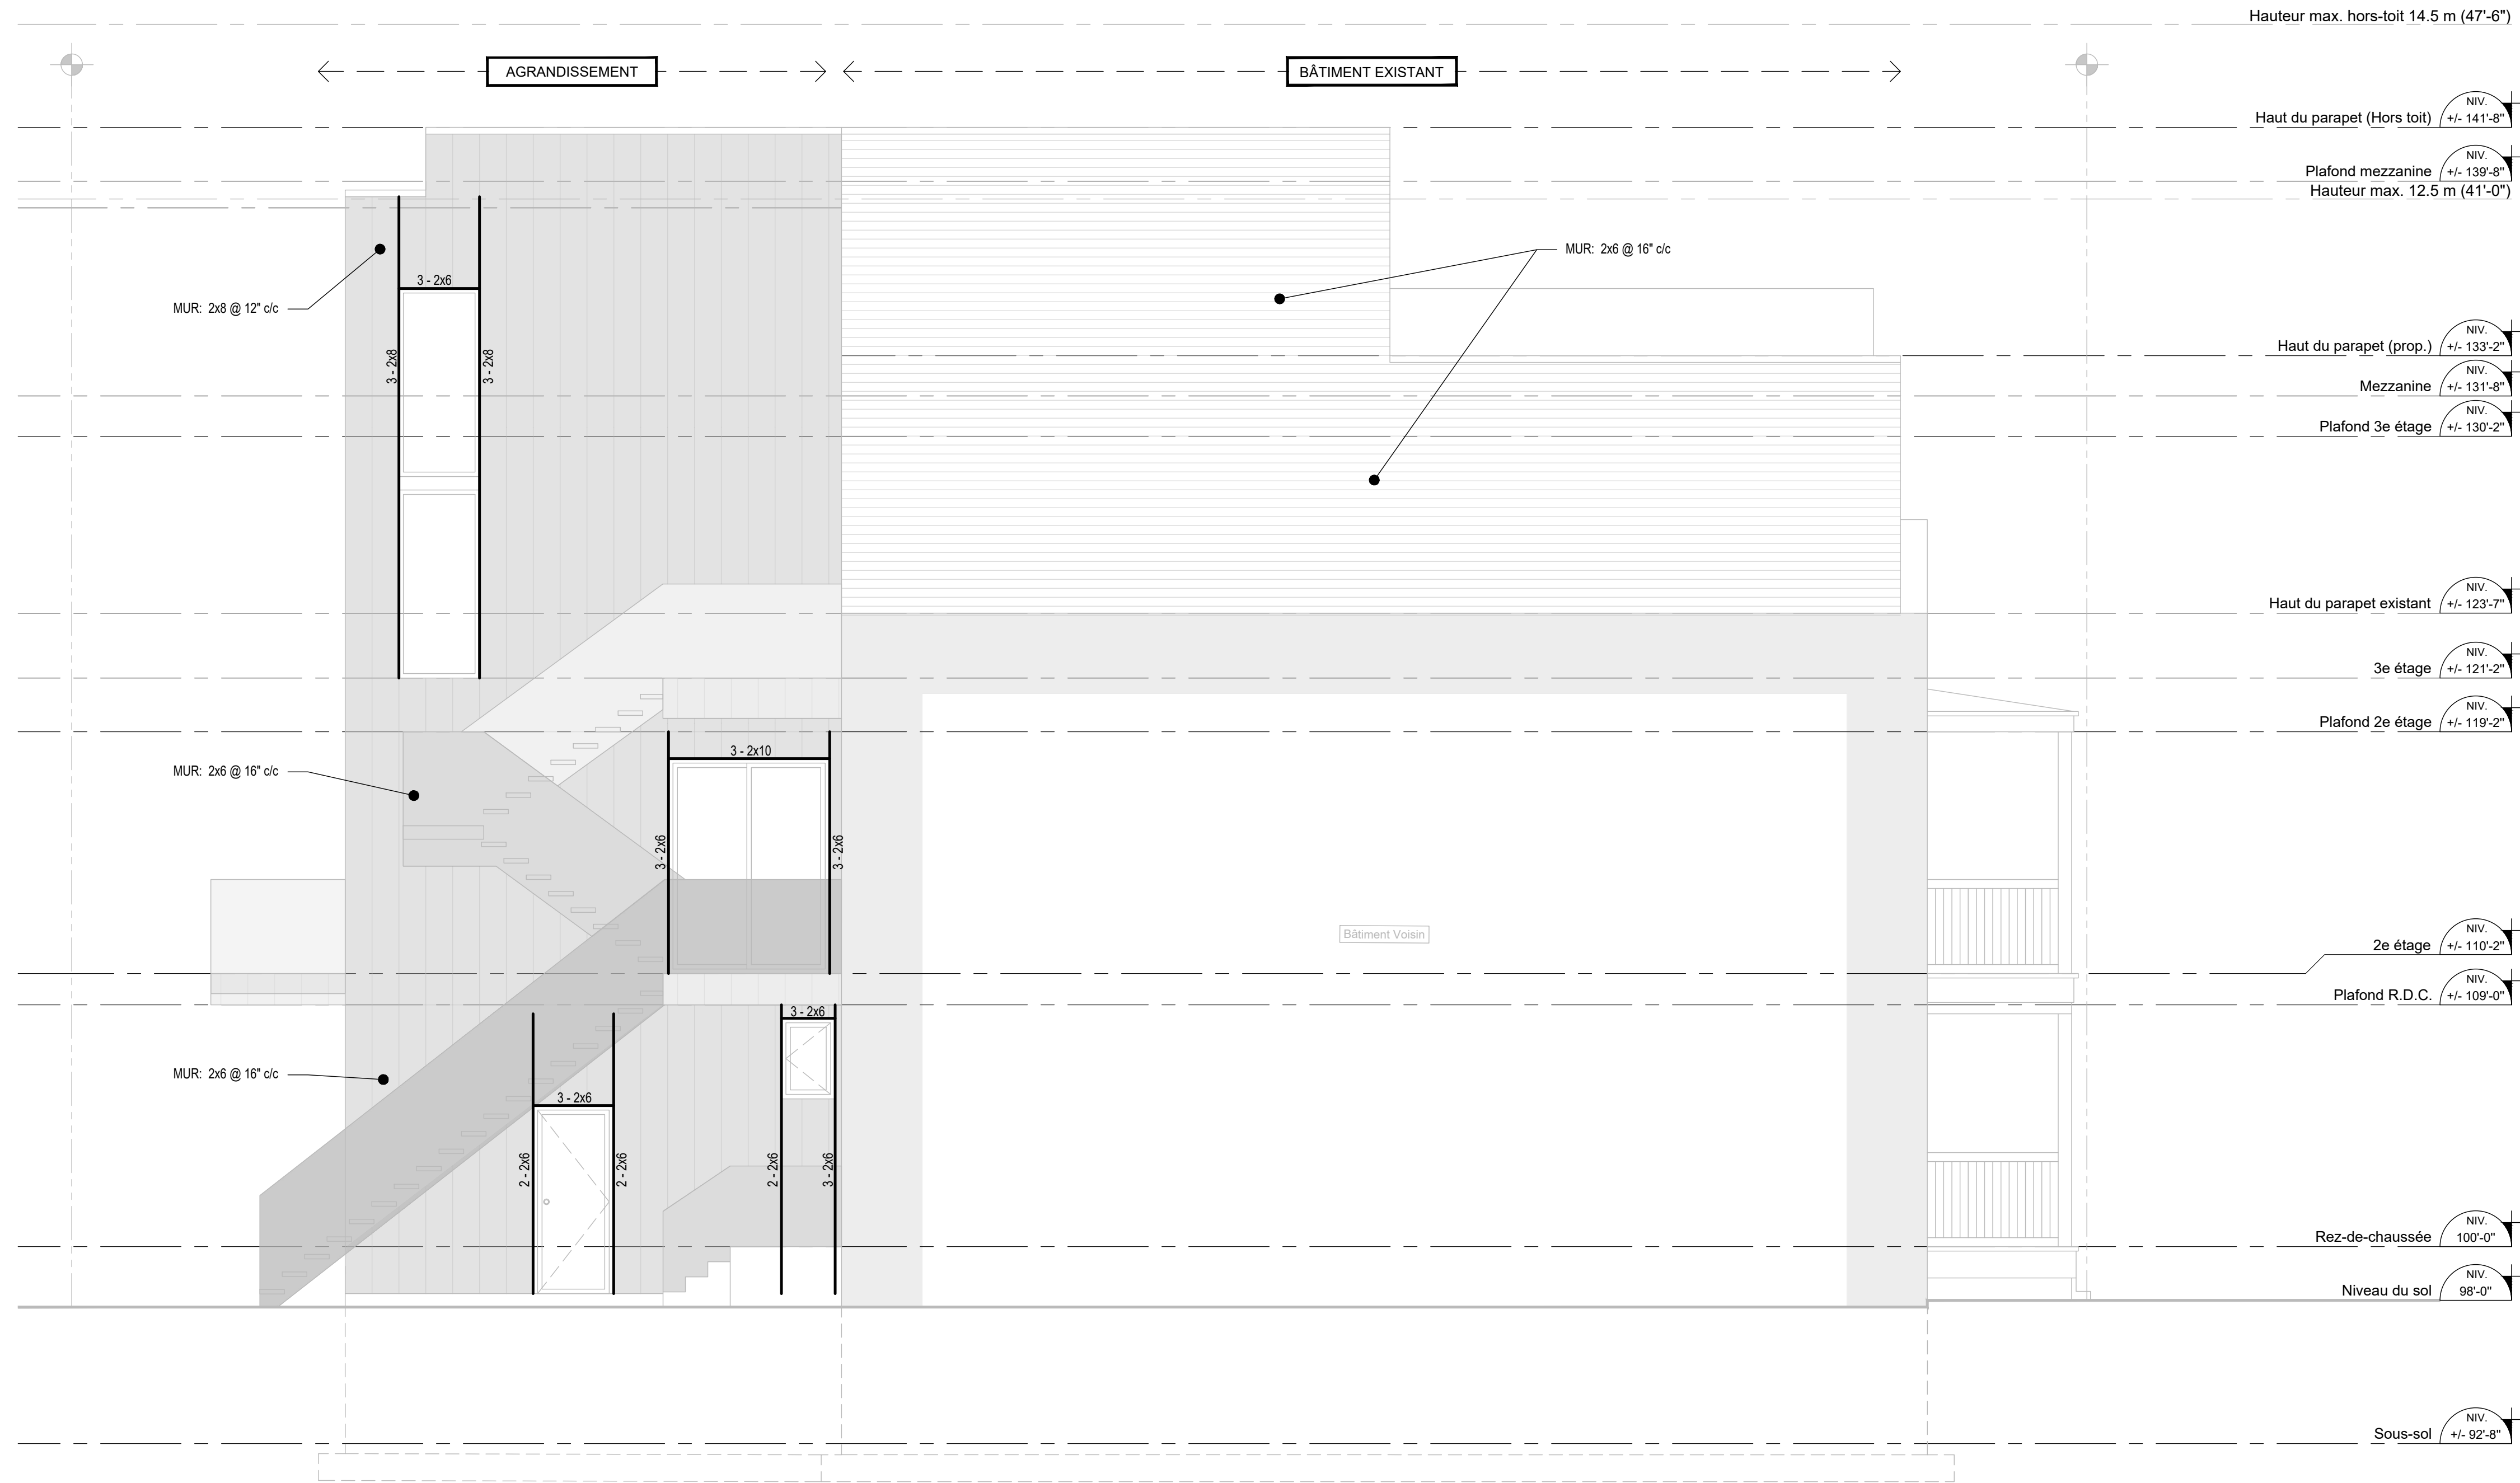 Hauteur max. hors-toit 14.5 m (47'-6")
AGRANDISSEMENT
BÂTIMENT EXISTANT
NIV.
Haut du parapet (Hors toit) +/- 141'-8"
NIV.
Plafond mezzanine +/- 139'-8"
Hauteur max. 12.5 m (41'-0")
MUR: 2x6 @ 16" c/c
3 - 2x6
MUR: 2x8 @ 12" c/c
3 - 2x8
3 - 2x8
NIV.
Haut du parapet (prop.) +/- 133'-2"
NIV.
Mezzanine +/- 131'-8"
NIV.
Plafond 3e étage +/- 130'-2"
NIV.
Haut du parapet existant +/- 123'-7"
NIV.
3e étage +/- 121'-2"
NIV.
Plafond 2e étage +/- 119'-2"
3 - 2x10
MUR: 2x6 @ 16" c/c
3 - 2x6
3 - 2x6
Bâtiment Voisin
NIV.
2e étage +/- 110'-2"
NIV.
Plafond R.D.C. +/- 109'-0"
3 - 2x6
MUR: 2x6 @ 16" c/c
3 - 2x6
2 - 2x6
2 - 2x6
2 - 2x6
3 - 2x6
NIV.
Rez-de-chaussée 100'-0"
NIV.
Niveau du sol 98'-0"
NIV.
Sous-sol +/- 92'-8"